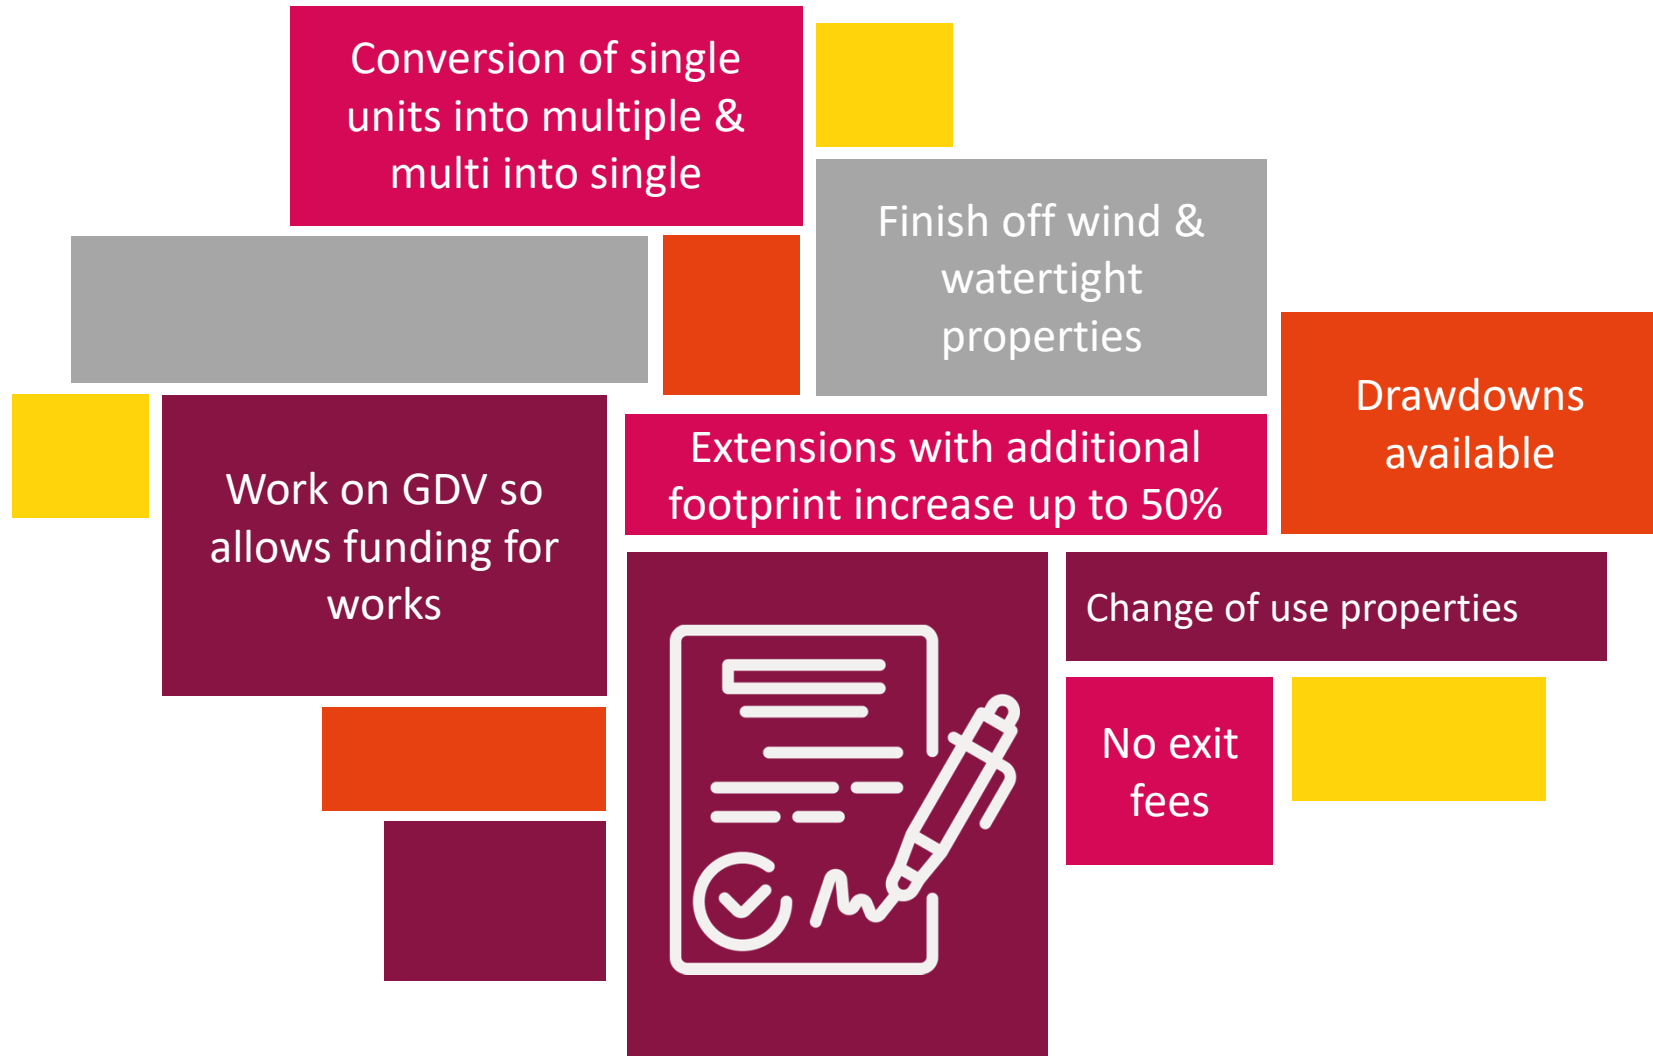 Conversion of single
units into multiple &
multi into single
Finish off wind &
watertight
properties
Drawdowns
available
Work on GDV so
allows funding for
works
Extensions with additional
footprint increase up to 50%
Change of use properties
No exit
fees